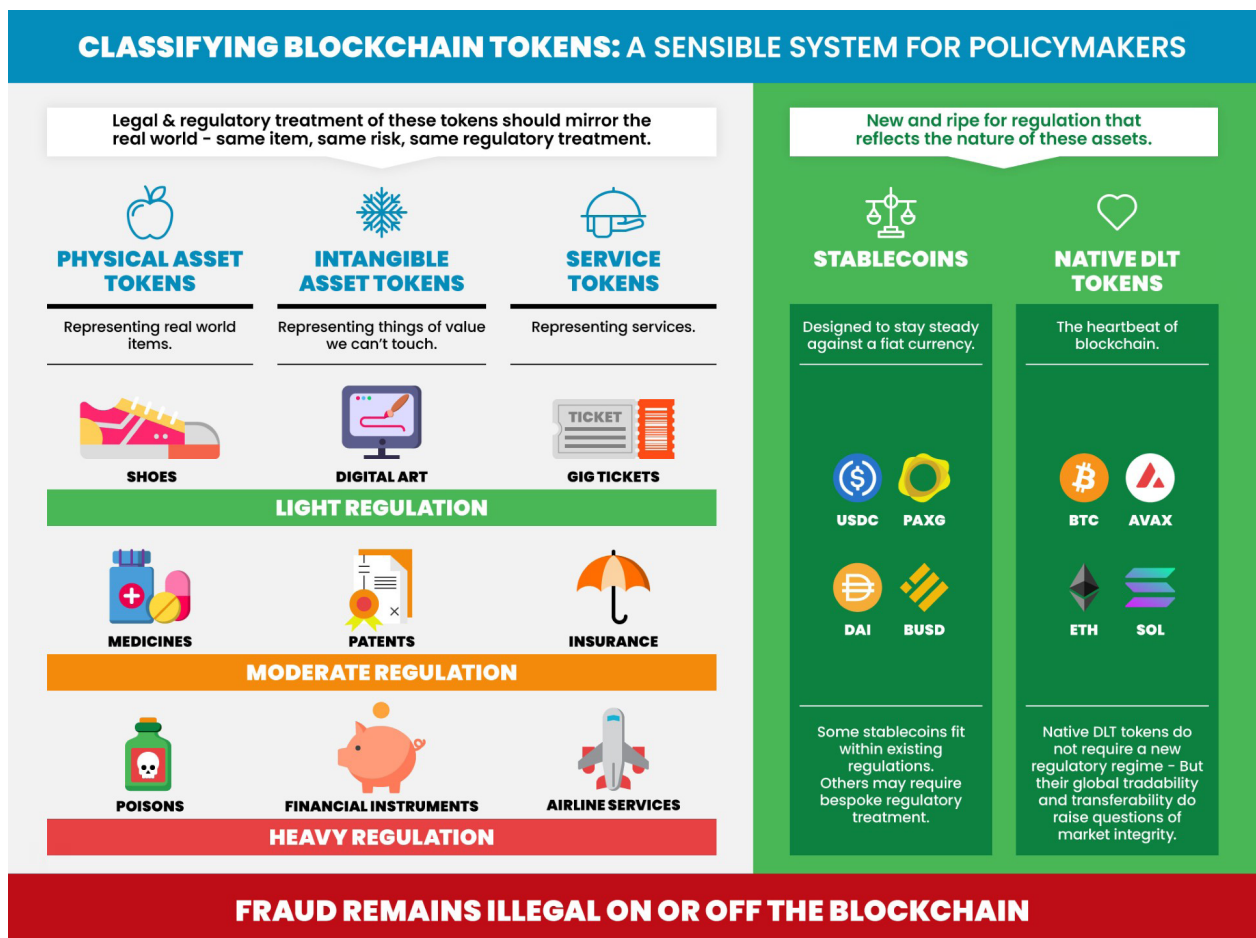 CLASSIFYING BLOCKCHAIN TOKENS: A SENSIBLE SYSTEM FOR POLICYMAKERS
Legal & regulatory treatment of these tokens should mirror the
real world - same item, same risk, same regulatory treatment.
PHYSICAL ASSET
TOKENS
Representing real world
items.
INTANGIBLE
ASSET TOKENS
Representing things of value
we can't touch.
SERVICE
TOKENS
Representing services.
SHOES
DIGITAL ART
TICKET
GIG TICKETS
LIGHT REGULATION
MEDICINES
PATENTS
INSURANCE
MODERATE REGULATION
POISONS
FINANCIAL INSTRUMENTS
AIRLINE SERVICES
HEAVY REGULATION
New and ripe for regulation that
reflects the nature of these assets.
STABLECOINS
Designed to stay steady
against a fiat currency.
USDC
PAXG
DAI
BUSD
Some stablecoins fit
within existing
regulations.
Others may require
bespoke regulatory
treatment.
NATIVE DLT
TOKENS
The heartbeat of
blockchain.
BTC
AVAX
ETH
SOL
Native DLT tokens do
not require a new
regulatory regime - But
their global tradability
and transferability do
raise questions of
market integrity.
FRAUD REMAINS ILLEGAL ON OR OFF THE BLOCKCHAIN